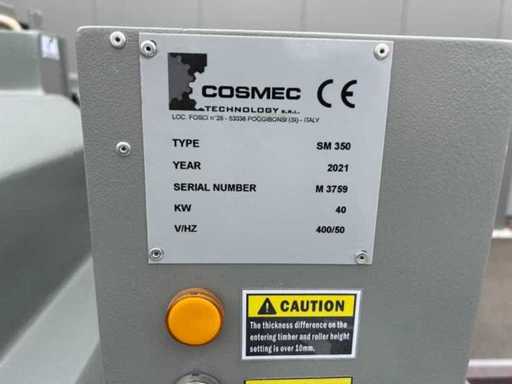 COSMEC
TECHNOLOGY s.r.l.
CE
LOC. FOSCI n°26 - 53036 POGGIBONSI (SI) - ITALY
TYPE SM 350
YEAR 2021
SERIAL NUMBER M 3759
KW 40
V/HZ 400/50
CAUTION
The thickness difference on the
entering timber and roller height
setting is over 10mm.